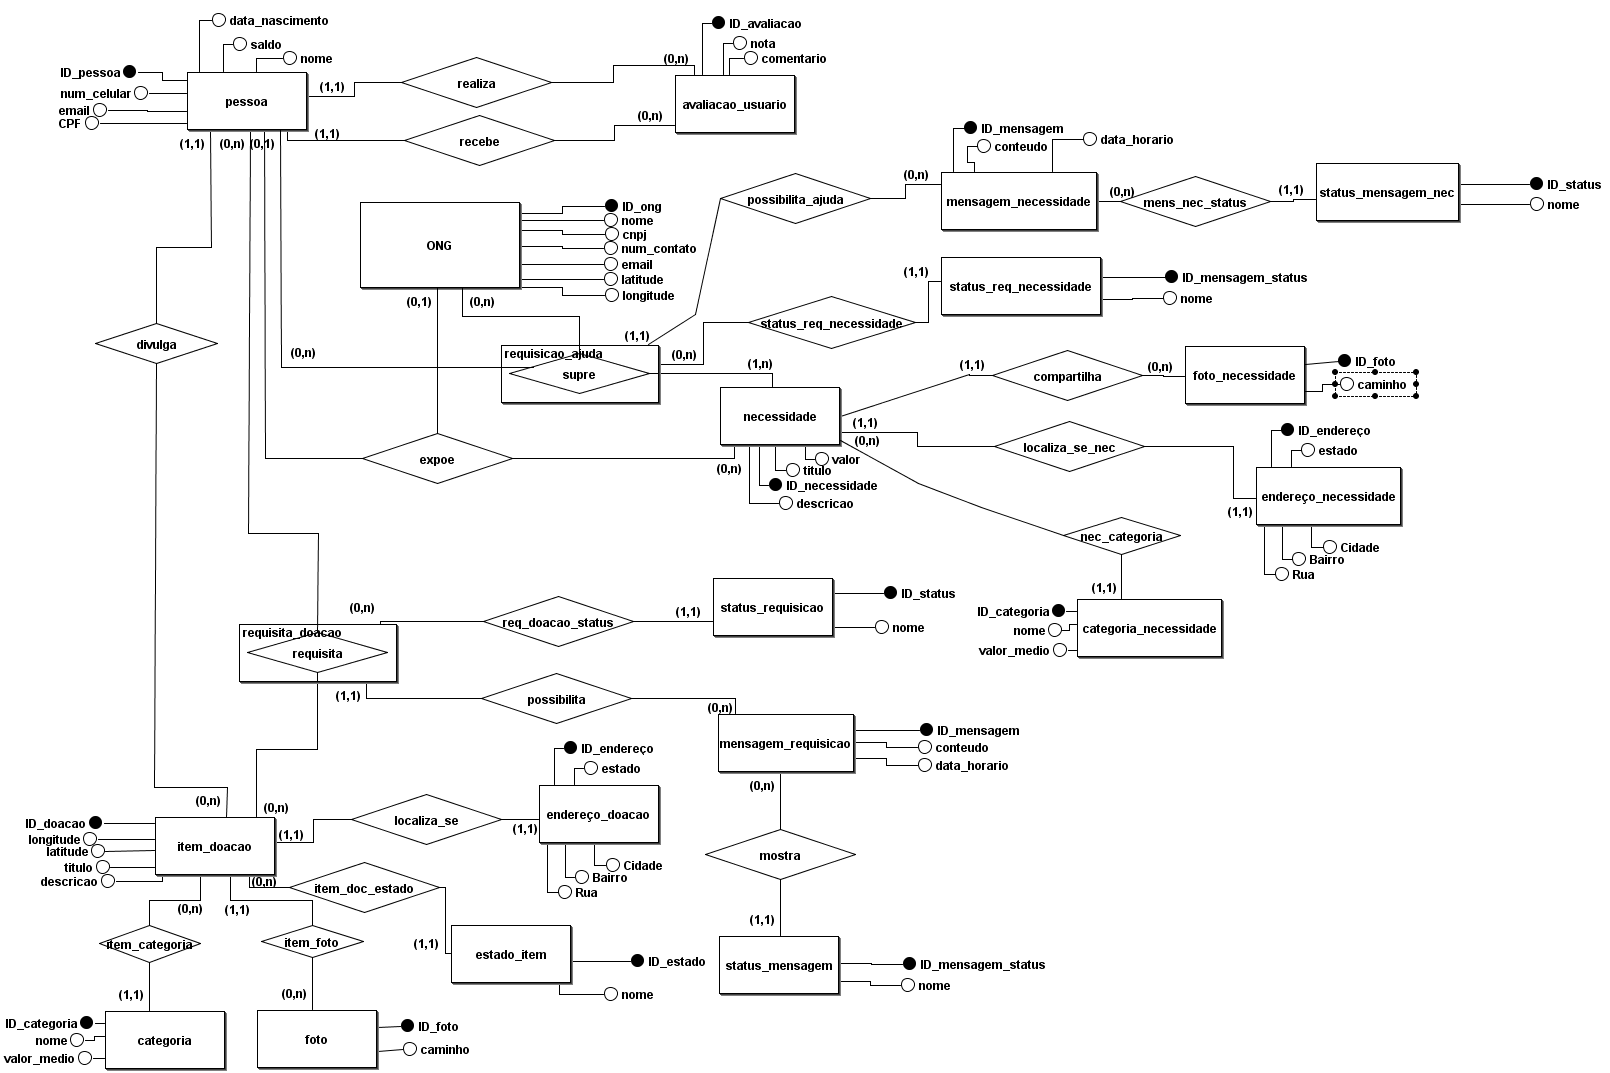 data_nascimento
saldo
nome
ID_pessoa
num_celular
email
CPF
pessoa
(1,1)
realiza
(0,n)
ID_avaliacao
nota
comentario
avaliacao_usuario
(1,1)
recebe
(0,n)
(1,1)
(0,n)
(0,1)
ID_mensagem
conteudo
data_horario
possibilita_ajuda
(0,n)
mensagem_necessidade
(0,n)
mens_nec_status
(1,1)
status_mensagem_nec
ID_status
nome
ONG
ID_ong
nome
cnpj
num_contato
email
latitude
longitude
(0,1)
(0,n)
(1,1)
status_req_necessidade
ID_mensagem_status
nome
status_req_necessidade
(1,1)
(0,n)
divulga
(0,n)
requisicao_ajuda
supre
(1,n)
(1,1)
compartilha
(0,n)
foto_necessidade
ID_foto
caminho
necessidade
(1,1)
(0,n)
localiza_se_nec
ID_endereço
estado
endereço_necessidade
(1,1)
Cidade
Bairro
Rua
expoe
(0,n)
valor
titulo
ID_necessidade
descricao
nec_categoria
(1,1)
ID_categoria
nome
valor_medio
categoria_necessidade
(0,n)
req_doacao_status
(1,1)
status_requisicao
ID_status
nome
requisita_doacao
requisita
(1,1)
possibilita
(0,n)
mensagem_requisicao
ID_mensagem
conteudo
data_horario
(0,n)
mostra
(1,1)
status_mensagem
ID_mensagem_status
nome
ID_endereço
estado
endereço_doacao
Cidade
Bairro
Rua
(0,n)
(0,n)
ID_doacao
longitude
latitude
titulo
descricao
item_doacao
(1,1)
localiza_se
(1,1)
(0,n)
item_doc_estado
(1,1)
estado_item
ID_estado
nome
(0,n)
(1,1)
item_categoria
item_foto
(1,1)
(0,n)
ID_categoria
nome
valor_medio
categoria
foto
ID_foto
caminho